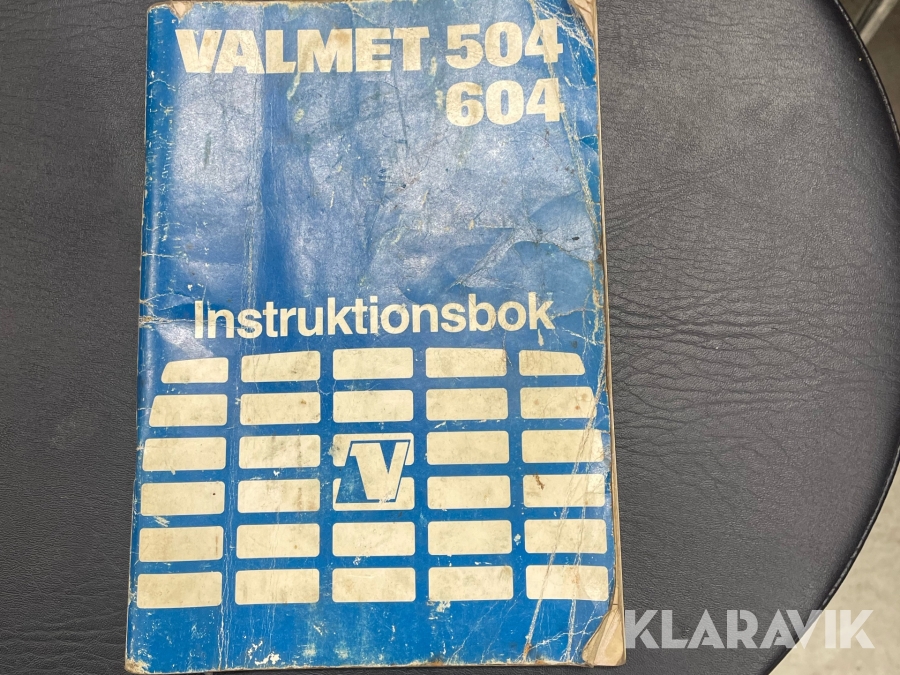 VALMET 504
604
Instruktionsbok
V
KLARAVIK